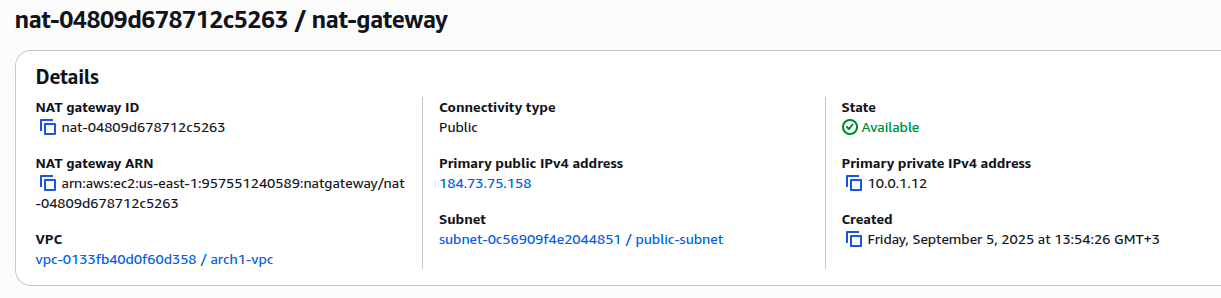 nat-04809d678712c5263 / nat-gateway
Details
NAT gateway ID
nat-04809d678712c5263
NAT gateway ARN
arn:aws:ec2:us-east-1:957551240589:natgateway/nat
-04809d678712c5263
VPC
vpc-0133fb40d0f60d358 / arch1-vpc
Connectivity type
Public
Primary public IPv4 address
184.73.75.158
Subnet
subnet-0c56909f4e2044851 / public-subnet
State
Available
Primary private IPv4 address
10.0.1.12
Created
Friday, September 5, 2025 at 13:54:26 GMT+3